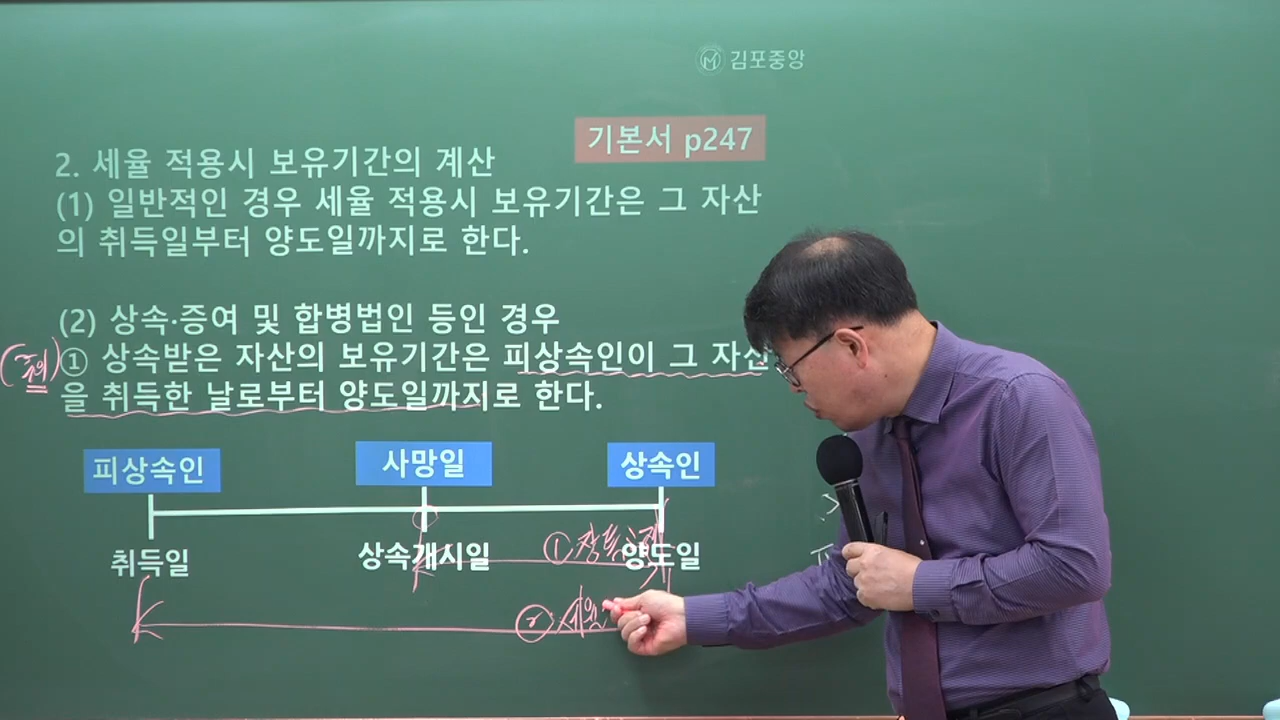 김포중앙
기본서 p247
2. 세율 적용시 보유기간의 계산
(1) 일반적인 경우 세율 적용시 보유기간은 그 자산
의 취득일부터 양도일까지로 한다.
(2) 상속·증여 및 합병법인 등인 경우
(주의) ① 상속받은 자산의 보유기간은 피상속인이 그 자산
을 취득한 날로부터 양도일까지로 한다.
피상속인 사망일 상속인
취득일 상속개시일 양도일
①
② 세율